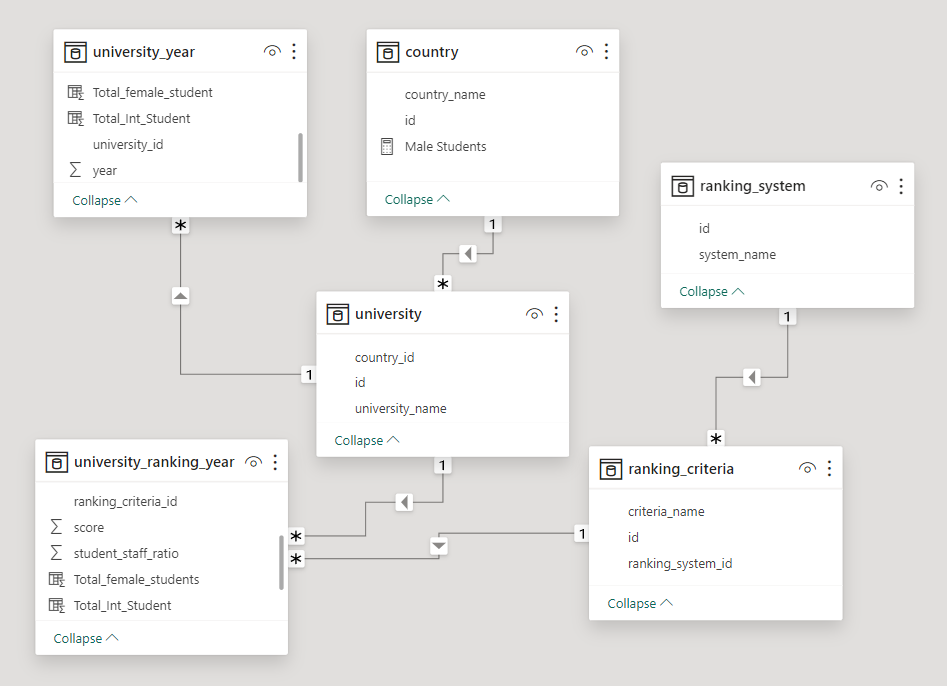 university_year
Total_female_student
Total_Int_Student
university_id
year
Collapse
*
country
country_name
id
Male Students
Collapse
1
*
ranking_system
id
system_name
Collapse
1
*
university
country_id
id
university_name
Collapse
1
1
university_ranking_year
ranking_criteria_id
score
student_staff_ratio
Total_female_students
Total_Int_Student
Collapse
*
*
ranking_criteria
criteria_name
id
ranking_system_id
Collapse
1